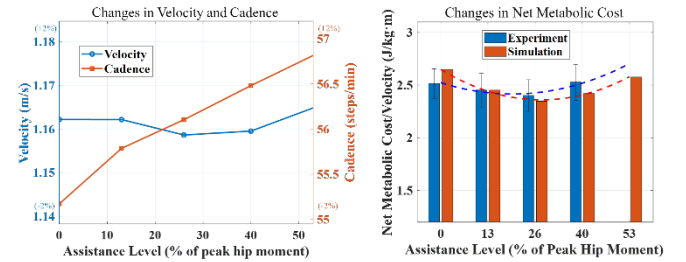 Changes in Velocity and Cadence
(+2%)
1.18
1.17
1.16
1.15
1.14
(-2%)
Velocity (m/s)
Velocity
Cadence
(12%)
57
56.5
56
55.5
55
(-2%)
Cadence (steps/min)
0 10 20 30 40 50
Assistance Level (% of peak hip moment)
Changes in Net Metabolic Cost
Net Metabolic Cost/Velocity (J/kg·m)
3
2.5
2
1.5
Experiment
Simulation
0 13 26 40 53
Assistance Level (% of Peak Hip Moment)